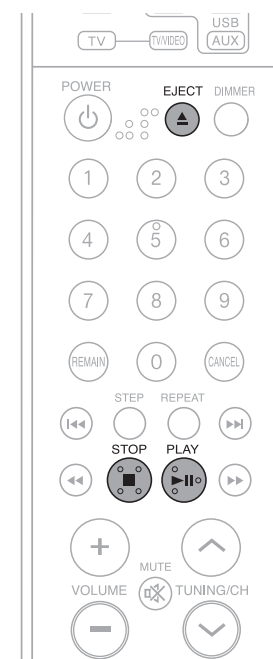 USB
TV TV/VIDEO AUX
POWER EJECT DIMMER
1 2 3
4 5 6
7 8 9
REMAIN 0 CANCEL
STEP REPEAT
STOP PLAY
MUTE
VOLUME TUNING/CH